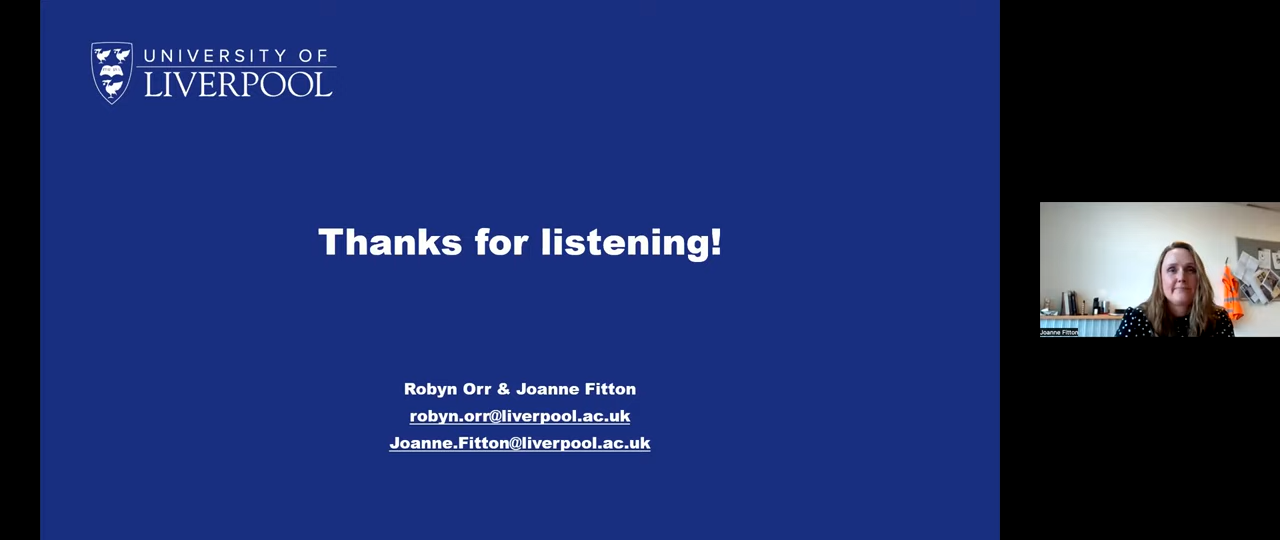 UNIVERSITY OF
LIVERPOOL
Thanks for listening!
Robyn Orr & Joanne Fitton
robyn.orr@liverpool.ac.uk
Joanne.Fitton@liverpool.ac.uk
Joanne Fitton